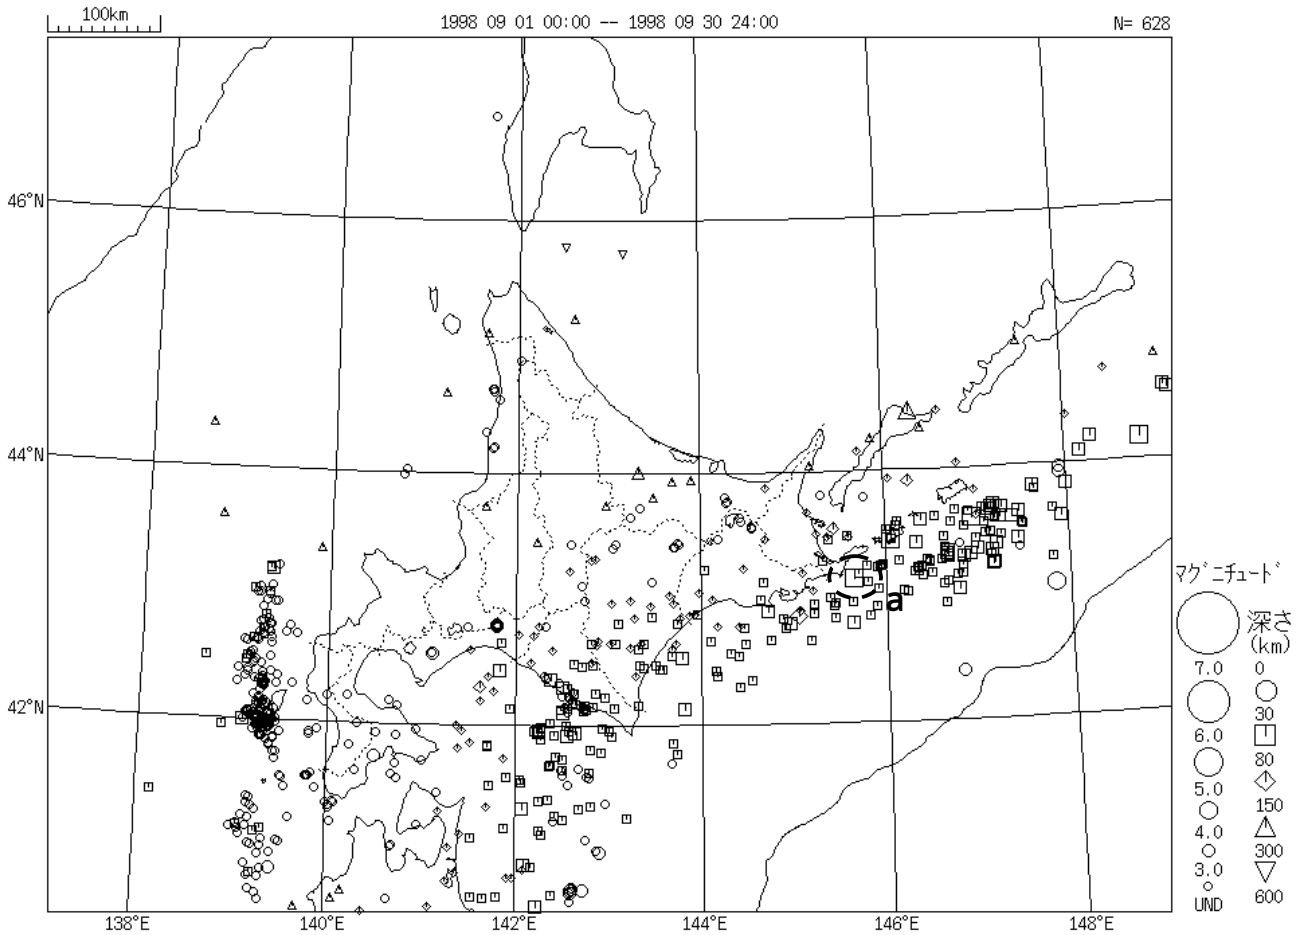 100km
1998 09 01 00:00 -- 1998 09 30 24:00
N= 628
46°N
44°N
42°N
138°E
140°E
142°E
144°E
146°E
148°E
a
ﾏｸﾞﾆﾁｭｰﾄﾞ
7.0
6.0
5.0
4.0
3.0
UND
深さ
(km)
0
30
80
150
300
600